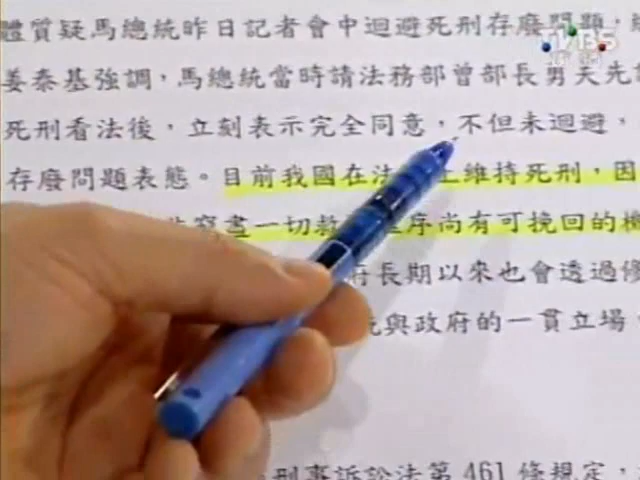 TVBS
體質疑馬總統昨日記者會中迴避死刑存廢問題,
姜泰基強調,馬總統當時請法務部曾部長勇夫先
死刑看法後,立刻表示完全同意,不但未迴避,
存廢問題表態。目前我國在法 上維持死刑,因
窮盡一切救 序尚有可挽回的
府長期以來也會透過
統與政府的一貫立場
刑事訴訟法第 461 條規定,